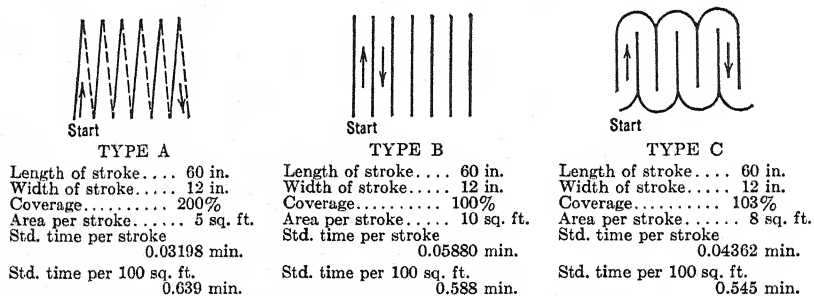 Start
TYPE A
Length of stroke.... 60 in.
Width of stroke..... 12 in.
Coverage.......... 200%
Area per stroke...... 5 sq. ft.
Std. time per stroke
0.03198 min.
Std. time per 100 sq. ft.
0.639 min.
Start
TYPE B
Length of stroke.... 60 in.
Width of stroke..... 12 in.
Coverage.......... 100%
Area per stroke..... 10 sq. ft.
Std. time per stroke
0.05880 min.
Std. time per 100 sq. ft.
0.588 min.
Start
TYPE C
Length of stroke.... 60 in.
Width of stroke..... 12 in.
Coverage.......... 103%
Area per stroke...... 8 sq. ft.
Std. time per stroke
0.04362 min.
Std. time per 100 sq. ft.
0.545 min.